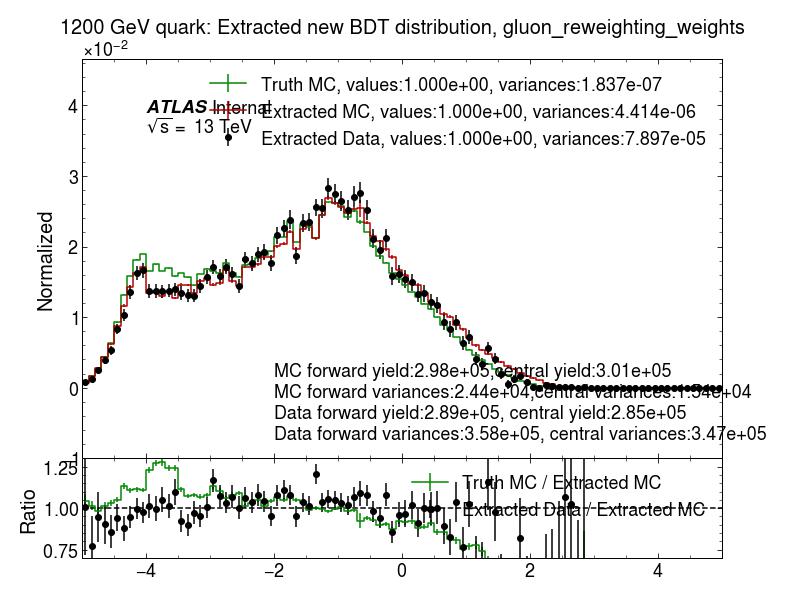 1200 GeV quark: Extracted new BDT distribution, gluon_reweighting_weights
×10−2
Truth MC, values:1.000e+00, variances:1.837e-07
ATLAS Internal
Extracted MC, values:1.000e+00, variances:4.414e-06
√s = 13 TeV
Extracted Data, values:1.000e+00, variances:7.897e-05
4
3
2
1
0
Normalized
MC forward yield:2.98e+05,central yield:3.01e+05
MC forward variances:2.44e+04,central variances:1.54e+04
Data forward yield:2.89e+05, central yield:2.85e+05
Data forward variances:3.58e+05, central variances:3.47e+05
1.25
1.00
0.75
Ratio
Truth MC / Extracted MC
Extracted Data / Extracted MC
−4 −2 0 2 4